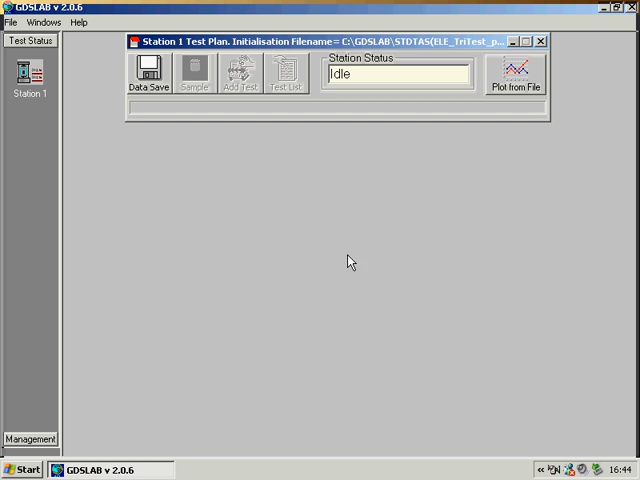 GDSLAB v 2.0.6
File Windows Help
Test Status
Station 1
Station 1 Test Plan. Initialisation Filename= C:\GDSLAB\STDTAS(ELE_TriTest_p...
Data Save
Sample
Add Test
Test List
Station Status
Idle
Plot from File
Management
Start
GDSLAB v 2.0.6
« 16:44